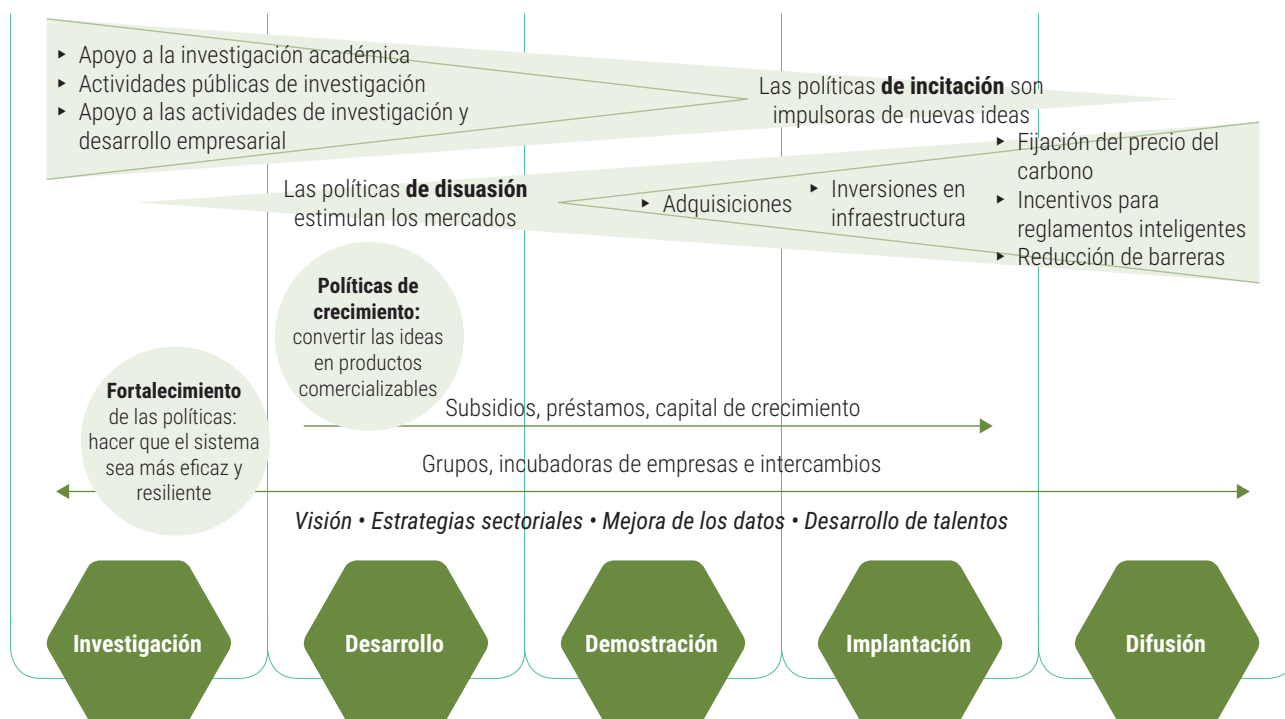 ▸ Apoyo a la investigación académica
▸ Actividades públicas de investigación
▸ Apoyo a las actividades de investigación y
desarrollo empresarial
Las políticas de incitación son
impulsoras de nuevas ideas
Las políticas de disuasión
estimulan los mercados
▸ Adquisiciones
▸ Inversiones en
infraestructura
▸ Fijación del precio del
carbono
▸ Incentivos para
reglamentos inteligentes
▸ Reducción de barreras
Políticas de
crecimiento:
convertir las ideas
en productos
comercializables
Fortalecimiento
de las políticas:
hacer que el sistema
sea más eficaz y
resiliente
Subsidios, préstamos, capital de crecimiento
Grupos, incubadoras de empresas e intercambios
Visión • Estrategias sectoriales • Mejora de los datos • Desarrollo de talentos
Investigación
Desarrollo
Demostración
Implantación
Difusión